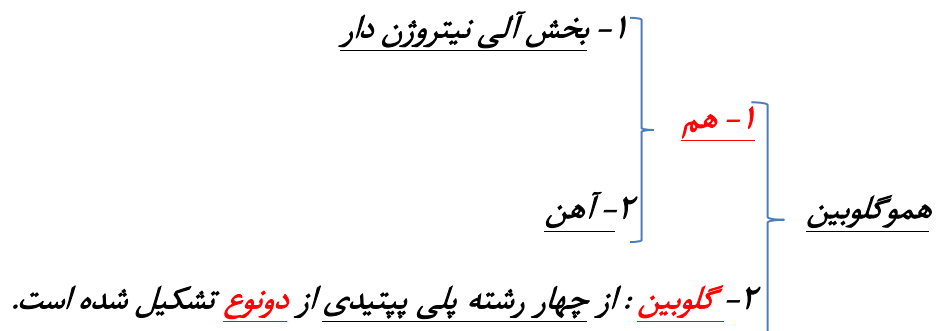 ۱- بخش آلی نیتروژن دار
۱- هم
۲- آهن
هموگلوبین
۲- گلوبین : از چهار رشته پلی پپتیدی از دونوع تشکیل شده است.